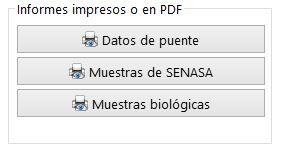 Informes impresos o en PDF
Datos de puente
Muestras de SENASA
Muestras biológicas